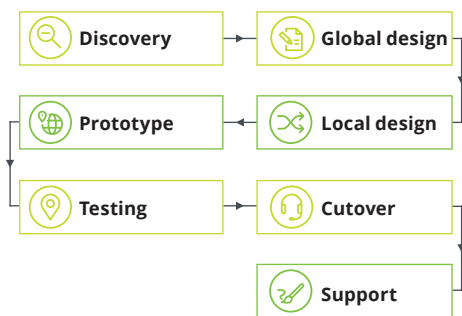 Discovery
Global design
Prototype
Local design
Testing
Cutover
Support